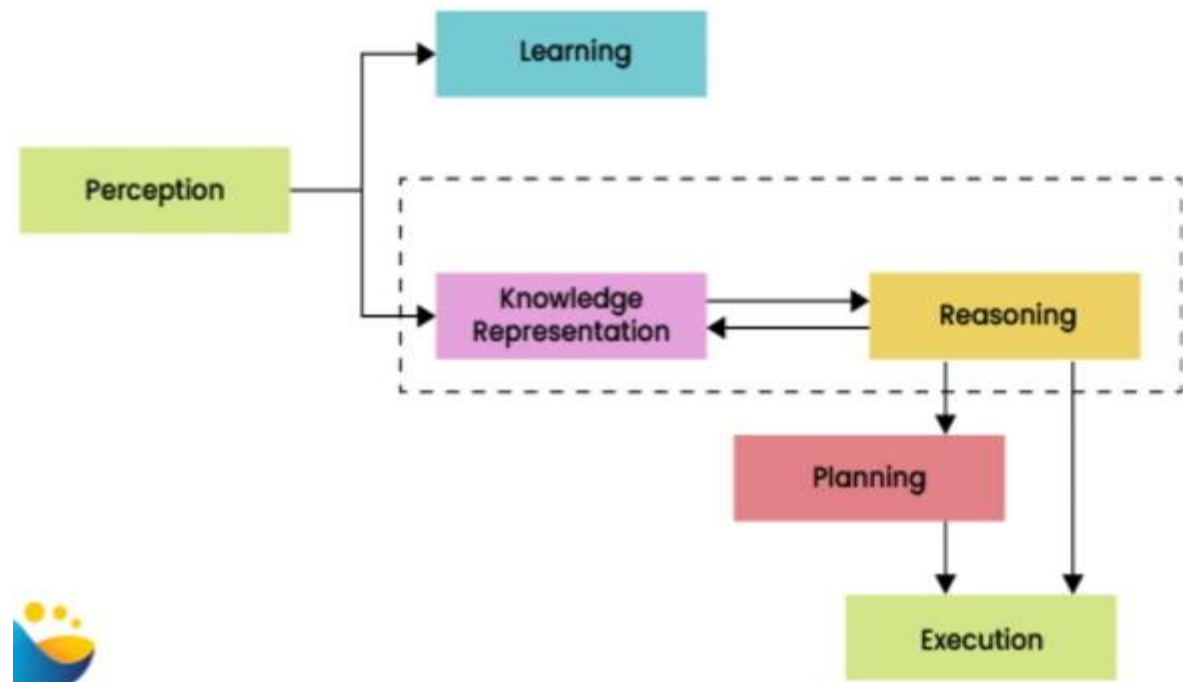 Learning
Perception
Knowledge
Representation
Reasoning
Planning
Execution